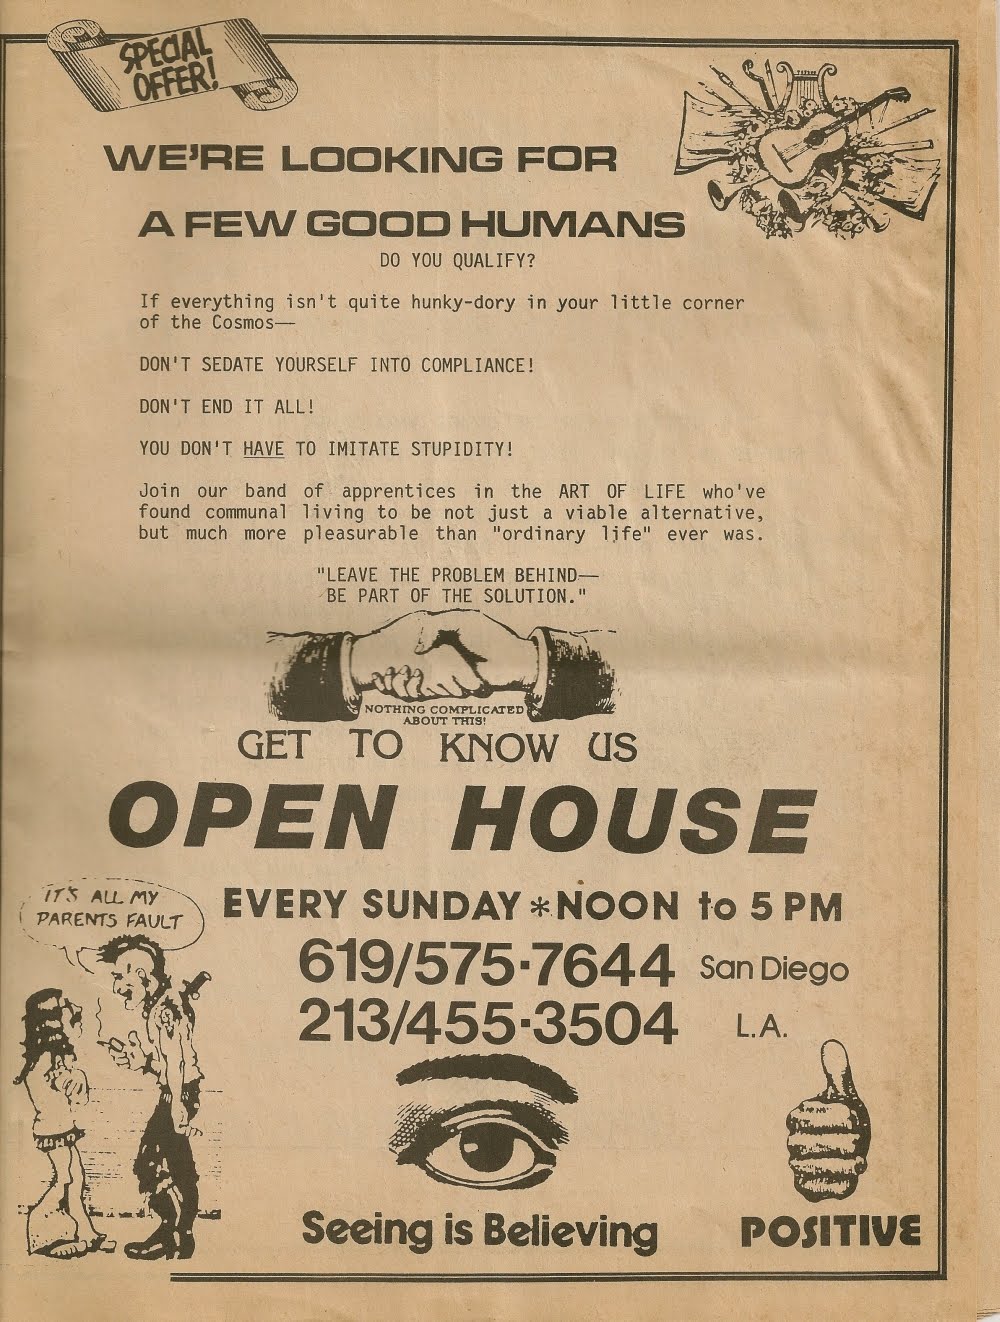 SPECIAL
OFFER!
WE'RE LOOKING FOR
A FEW GOOD HUMANS
DO YOU QUALIFY?
If everything isn't quite hunky-dory in your little corner
of the Cosmos—
DON'T SEDATE YOURSELF INTO COMPLIANCE!
DON'T END IT ALL!
YOU DON'T HAVE TO IMITATE STUPIDITY!
Join our band of apprentices in the ART OF LIFE who've
found communal living to be not just a viable alternative,
but much more pleasurable than "ordinary life" ever was.
"LEAVE THE PROBLEM BEHIND—
BE PART OF THE SOLUTION."
NOTHING COMPLICATED
ABOUT THIS!
GET TO KNOW US
OPEN HOUSE
IT'S ALL MY
PARENTS FAULT
EVERY SUNDAY * NOON to 5 PM
619/575·7644 San Diego
213/455·3504 L.A.
Seeing is Believing
POSITIVE